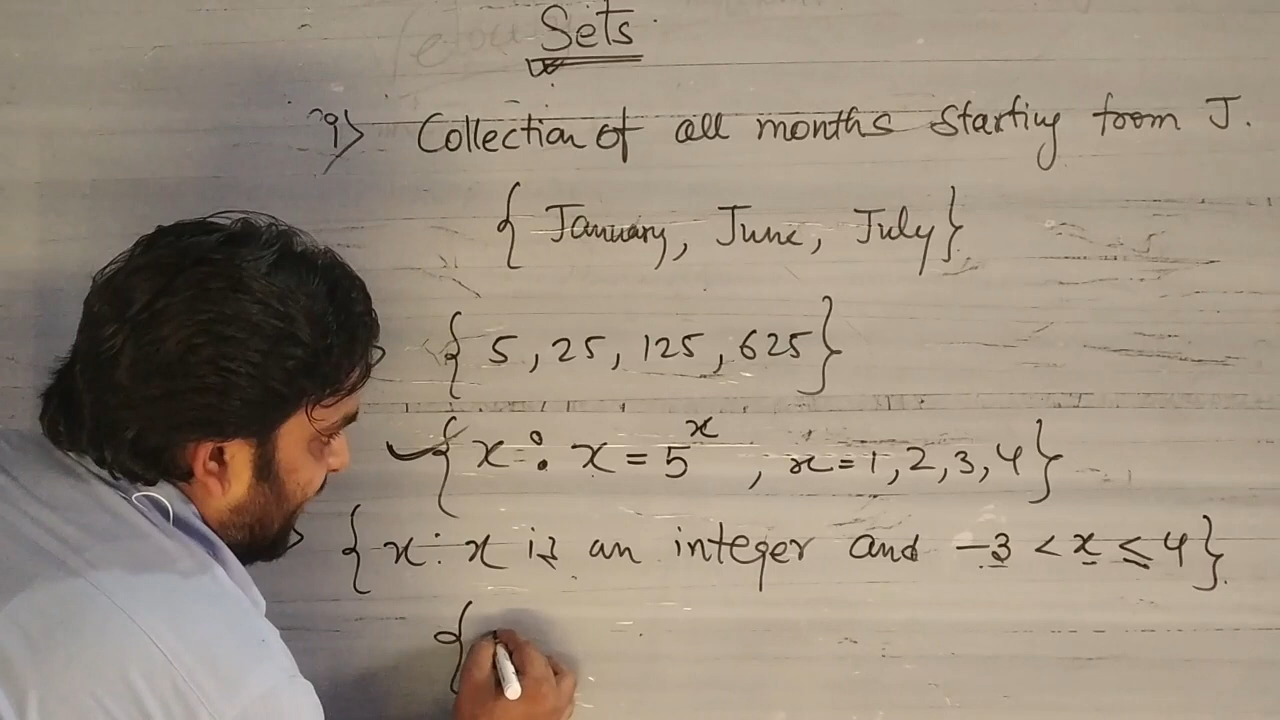 Sets
9> Collection of all months starting from J.
{ January, June, July}
{ 5, 25, 125, 625}
{x : x = 5^x , x = 1, 2, 3, 4}
{x : x is an integer and -3 < x ≤ 4}
{